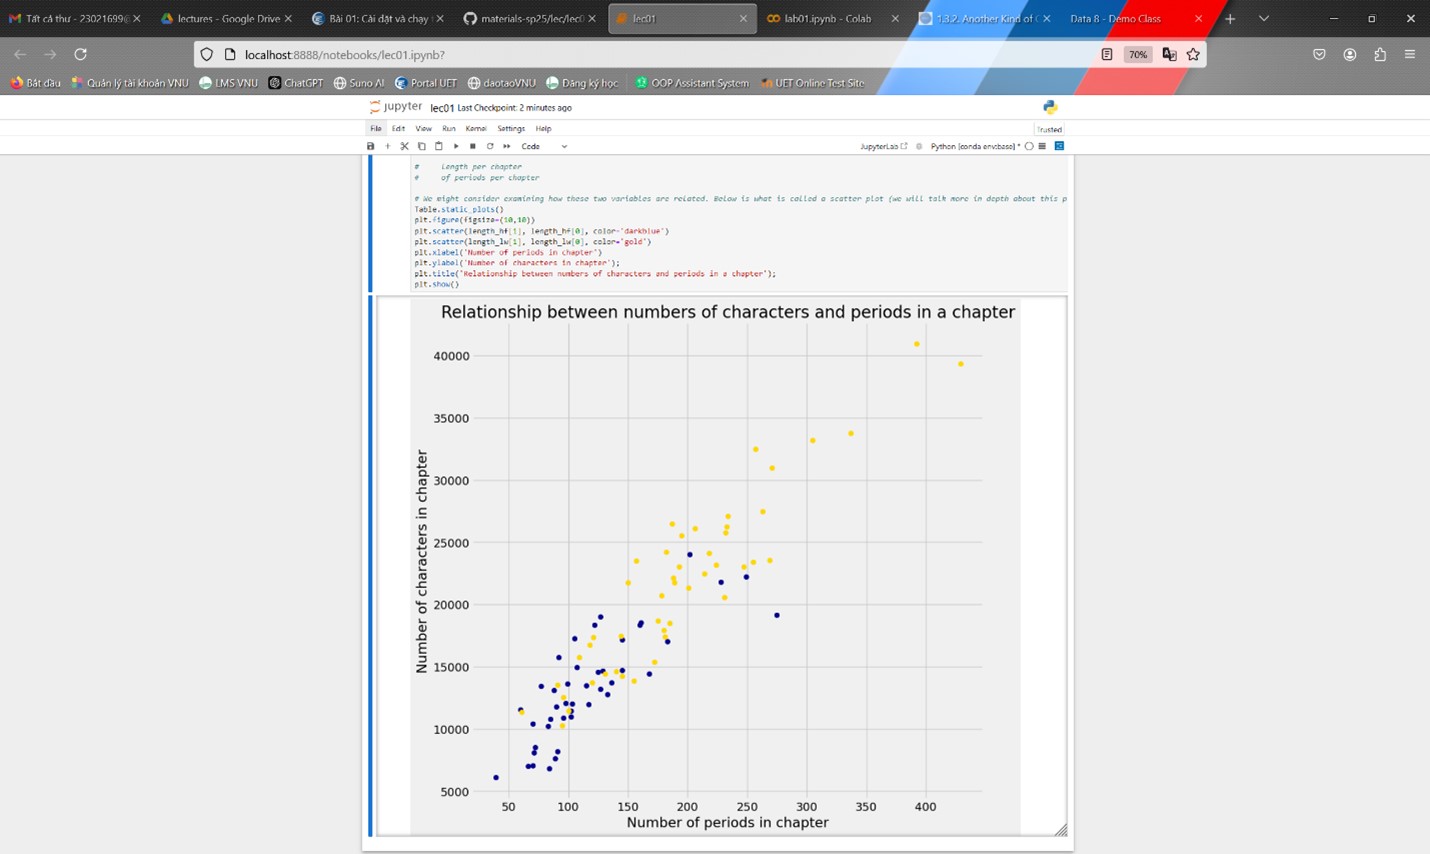 Tất cả thư - 23021699@
lectures - Google Drive
Bài 01: Cài đặt và chạy
materials-sp25/lec/lec0
lec01
lab01.ipynb - Colab
1.3.2. Another Kind of
Data 8 - Demo Class
localhost:8888/notebooks/lec01.ipynb?
70%
Bắt đầu
Quản lý tài khoản VNU
LMS VNU
ChatGPT
Suno AI
Portal UET
daotaoVNU
Đăng ký học
OOP Assistant System
UET Online Test Site
jupyter lec01 Last Checkpoint: 2 minutes ago
File Edit View Run Kernel Settings Help
Trusted
Code
JupyterLab
Python [conda env:base] *
# Length per chapter
# of periods per chapter
# We might consider examining how these two variables are related. Below is what is called a scatter plot (we will talk more in depth about this p
Table.static_plots()
plt.figure(figsize=(10,10))
plt.scatter(length_hf[1], length_hf[0], color='darkblue')
plt.scatter(length_lw[1], length_lw[0], color='gold')
plt.xlabel('Number of periods in chapter')
plt.ylabel('Number of characters in chapter');
plt.title('Relationship between numbers of characters and periods in a chapter');
plt.show()
Relationship between numbers of characters and periods in a chapter
40000
35000
30000
25000
20000
15000
10000
5000
Number of characters in chapter
50 100 150 200 250 300 350 400
Number of periods in chapter